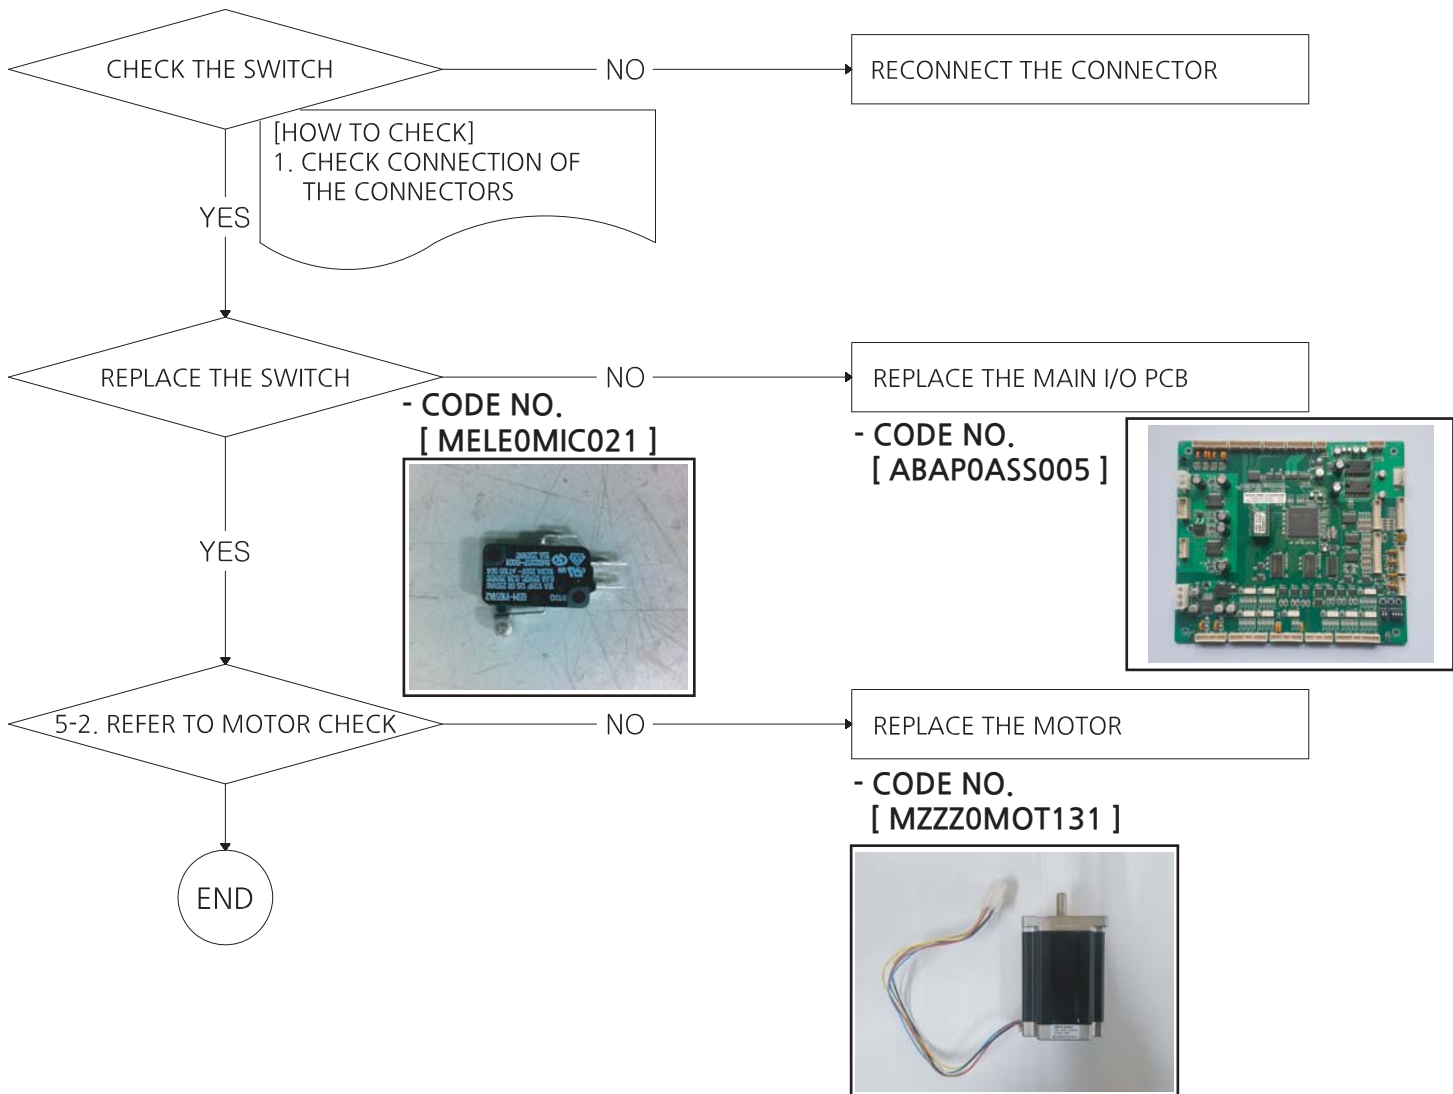 CHECK THE SWITCH
NO
RECONNECT THE CONNECTOR
[HOW TO CHECK]
1. CHECK CONNECTION OF
THE CONNECTORS
YES
REPLACE THE SWITCH
NO
REPLACE THE MAIN I/O PCB
- CODE NO.
[ MELE0MIC021 ]
- CODE NO.
[ ABAP0ASS005 ]
YES
5-2. REFER TO MOTOR CHECK
NO
REPLACE THE MOTOR
- CODE NO.
[ MZZZ0MOT131 ]
END